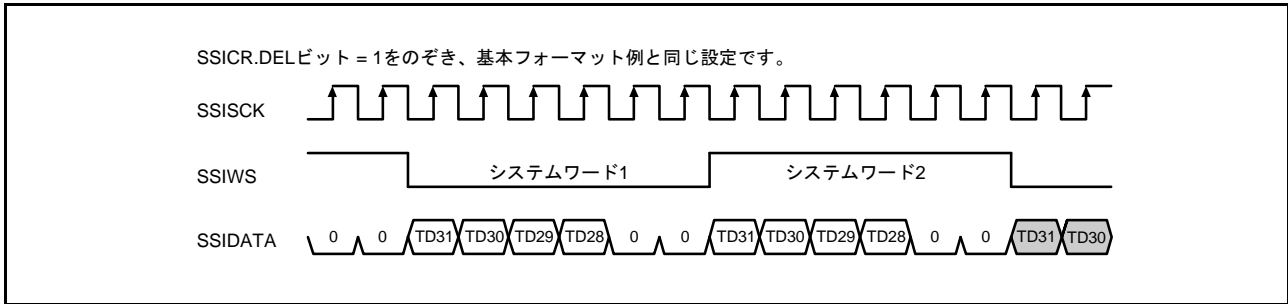 SSICR.DELビット = 1をのぞき、基本フォーマット例と同じ設定です。
SSISCK
SSIWS システムワード1 システムワード2
SSIDATA 0 0 TD31 TD30 TD29 TD28 0 0 TD31 TD30 TD29 TD28 0 0 TD31 TD30